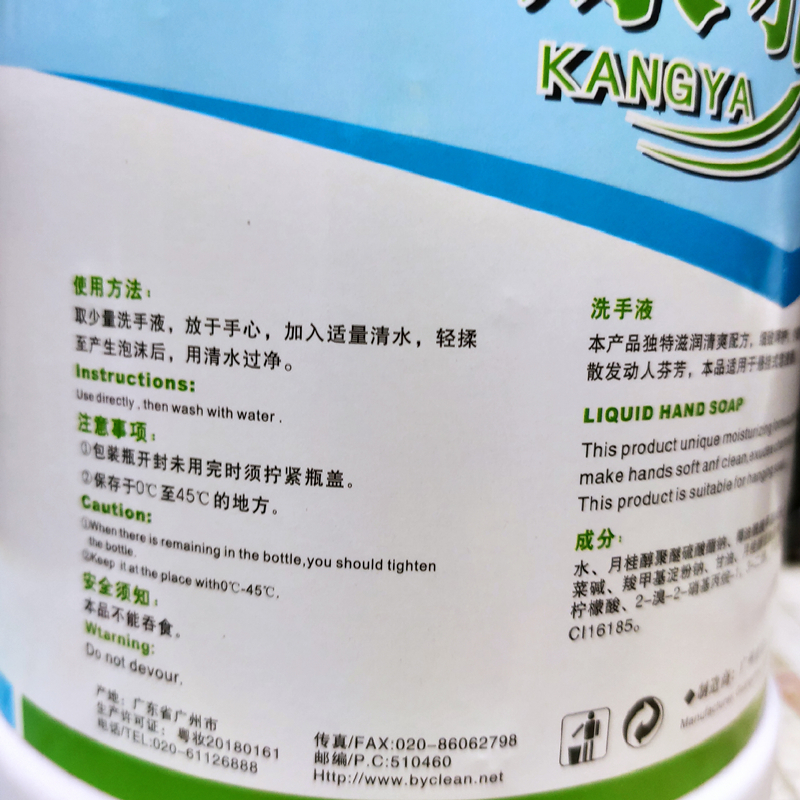 KANGYA
使用方法：
取少量洗手液，放于手心，加入适量清水，轻揉
至产生泡沫后，用清水过净。
Instructions:
Use directly , then wash with water .
注意事项：
①包装瓶开封未用完时须拧紧瓶盖。
②保存于0℃至45℃的地方。
Caution:
①When there is remaining in the bottle,you should tighten
the bottle.
②Keep it at the place with0℃-45℃.
安全须知：
本品不能吞食。
Wtarning:
Do not devour.
产地：广东省广州市
生产许可证：粤妆20180161
电话/TEL:020-61126888
传真/FAX:020-86062798
邮编/P.C:510460
Http://www.byclean.net
洗手液
本产品独特滋润清爽配方，
散发动人芬芳，本品适用于
LIQUID HAND SOAP
This product unique moisturizing
make hands soft anf clean,
This product is suitable for hanging
成分：
水、月桂醇聚醚硫酸酯钠、
菜碱、羧甲基淀粉钠、甘油、
柠檬酸、2-溴-2-硝基丙烷-1,
CI16185。
◆制造商：广州
Manufacturing